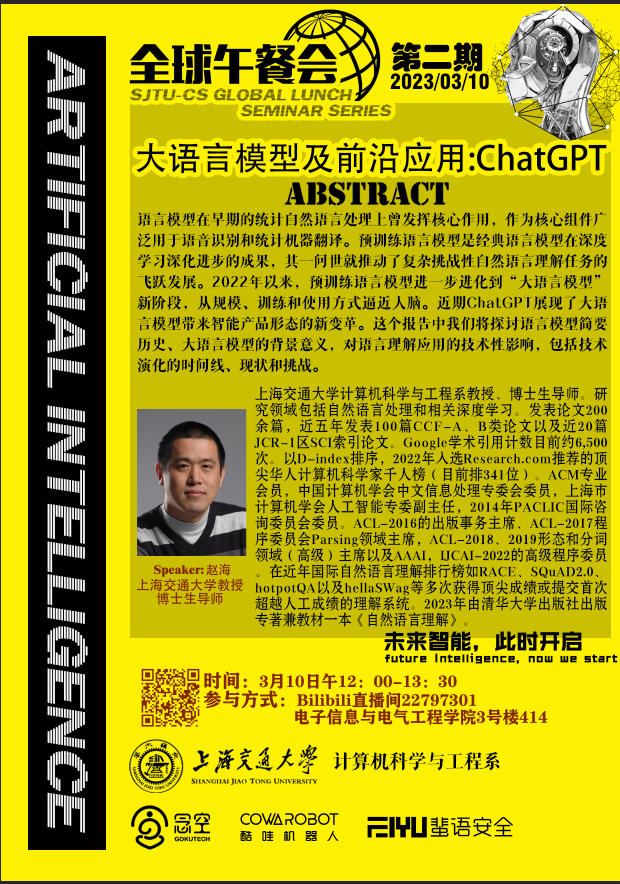 全球午餐会
第二期
2023/03/10
SJTU-CS GLOBAL LUNCH
SEMINAR SERIES
ARTIFICIAL INTELLIGENCE
大语言模型及前沿应用:ChatGPT
ABSTRACT
语言模型在早期的统计自然语言处理上曾发挥核心作用，作为核心组件广
泛用于语音识别和统计机器翻译。预训练语言模型是经典语言模型在深度
学习深化进步的成果，其一问世就推动了复杂挑战性自然语言理解任务的
飞跃发展。2022年以来，预训练语言模型进一步进化到“大语言模型”
新阶段，从规模、训练和使用方式逼近人脑。近期ChatGPT展现了大语
言模型带来智能产品形态的新变革。这个报告中我们将探讨语言模型简要
历史、大语言模型的背景意义，对语言理解应用的技术性影响，包括技术
演化的时间线、现状和挑战。
上海交通大学计算机科学与工程系教授、博士生导师。研
究领域包括自然语言处理和相关深度学习。发表论文200
余篇，近五年发表100篇CCF-A、B类论文以及近20篇
JCR-1区SCI索引论文。Google学术引用计数目前约6,500
次。以D-index排序，2022年入选Research.com推荐的顶
尖华人计算机科学家千人榜（目前排341位）。ACM专业
会员，中国计算机学会中文信息处理专委会委员，上海市
计算机学会人工智能专委副主任，2014年PACLIC国际咨
询委员会委员。ACL-2016的出版事务主席、ACL-2017程
序委员会Parsing领域主席，ACL-2018、2019形态和分词
领域（高级）主席以及AAAI，IJCAI-2022的高级程序委员
。在近年国际自然语言理解排行榜如RACE、SQuAD2.0、
hotpotQA以及hellaSWag等多次获得顶尖成绩或提交首次
超越人工成绩的理解系统。2023年由清华大学出版社出版
专著兼教材一本《自然语言理解》。
Speaker: 赵海
上海交通大学教授
博士生导师
未来智能，此时开启
future Intelligence, now we start
时间：3月10日午12：00-13：30
参与方式：Bilibili直播间22797301
电子信息与电气工程学院3号楼414
上海交通大学
SHANGHAI JIAO TONG UNIVERSITY
计算机科学与工程系
念空
GOKUTECH
COWAROBOT
酷哇机器人
FEIYU 蜚语安全